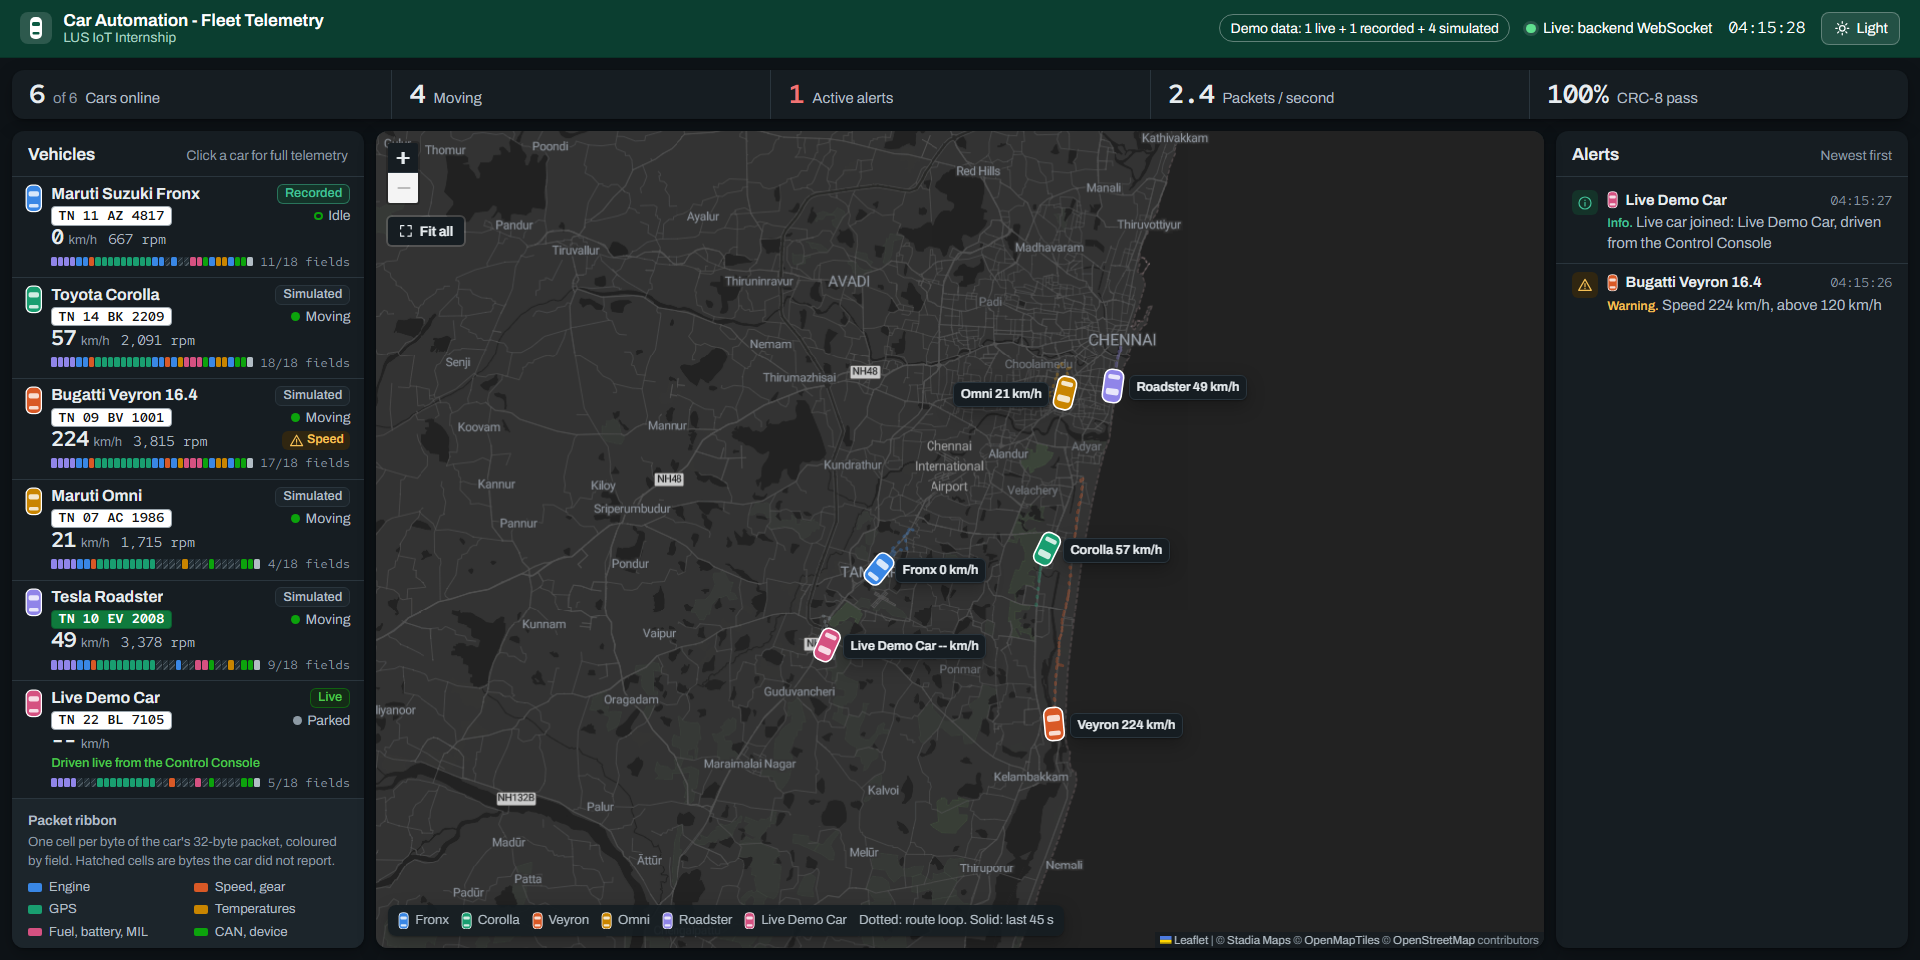 Car Automation - Fleet Telemetry
LUS IoT Internship
Demo data: 1 live + 1 recorded + 4 simulated
Live: backend WebSocket
04:15:28
Light
6 of 6 Cars online
4 Moving
1 Active alerts
2.4 Packets / second
100% CRC-8 pass
Vehicles
Click a car for full telemetry
Maruti Suzuki Fronx
Recorded
TN 11 AZ 4817
Idle
0 km/h 667 rpm
11/18 fields
Toyota Corolla
Simulated
TN 14 BK 2209
Moving
57 km/h 2,091 rpm
18/18 fields
Bugatti Veyron 16.4
Simulated
TN 09 BV 1001
Moving
224 km/h 3,815 rpm
Speed
17/18 fields
Maruti Omni
Simulated
TN 07 AC 1986
Moving
21 km/h 1,715 rpm
4/18 fields
Tesla Roadster
Simulated
TN 10 EV 2008
Moving
49 km/h 3,378 rpm
9/18 fields
Live Demo Car
Live
TN 22 BL 7105
Parked
-- km/h
Driven live from the Control Console
5/18 fields
Packet ribbon
One cell per byte of the car's 32-byte packet, coloured
by field. Hatched cells are bytes the car did not report.
Engine
Speed, gear
GPS
Temperatures
Fuel, battery, MIL
CAN, device
+
−
Fit all
Kathivakkam
Thomur
Poondi
Red Hills
Manali
Ayalur
Pandur
Thiruvottiyur
Tiruvallur
Madhavaram
Thiruninravur
AVADI
Padi
CHENNAI
Nemam
Senji
Choolaimedu
NH48
Thirumazhisai
Omni 21 km/h
Roadster 49 km/h
Koovam
Mannur
Chennai
International
Airport
Alandur
Adyar
Kundrathur
NH48
Kannur
Kiloy
Velachery
Sriperumbudur
Pannur
Corolla 57 km/h
Pondur
Fronx 0 km/h
Kunnam
Vaipur
Live Demo Car -- km/h
Ponmar
Guduvancheri
Oragadam
liyanoor
Veyron 224 km/h
Maraimalai Nagar
Kelambakkam
Kalvoi
NH132B
Palur
Madūr
Āttūr
Melūr
Thiruporur
Nemali
Patta
Padūr
Fronx
Corolla
Veyron
Omni
Roadster
Live Demo Car
Dotted: route loop. Solid: last 45 s
Leaflet | © Stadia Maps © OpenMapTiles © OpenStreetMap contributors
Alerts
Newest first
Live Demo Car
04:15:27
Info. Live car joined: Live Demo Car, driven
from the Control Console
Bugatti Veyron 16.4
04:15:26
Warning. Speed 224 km/h, above 120 km/h